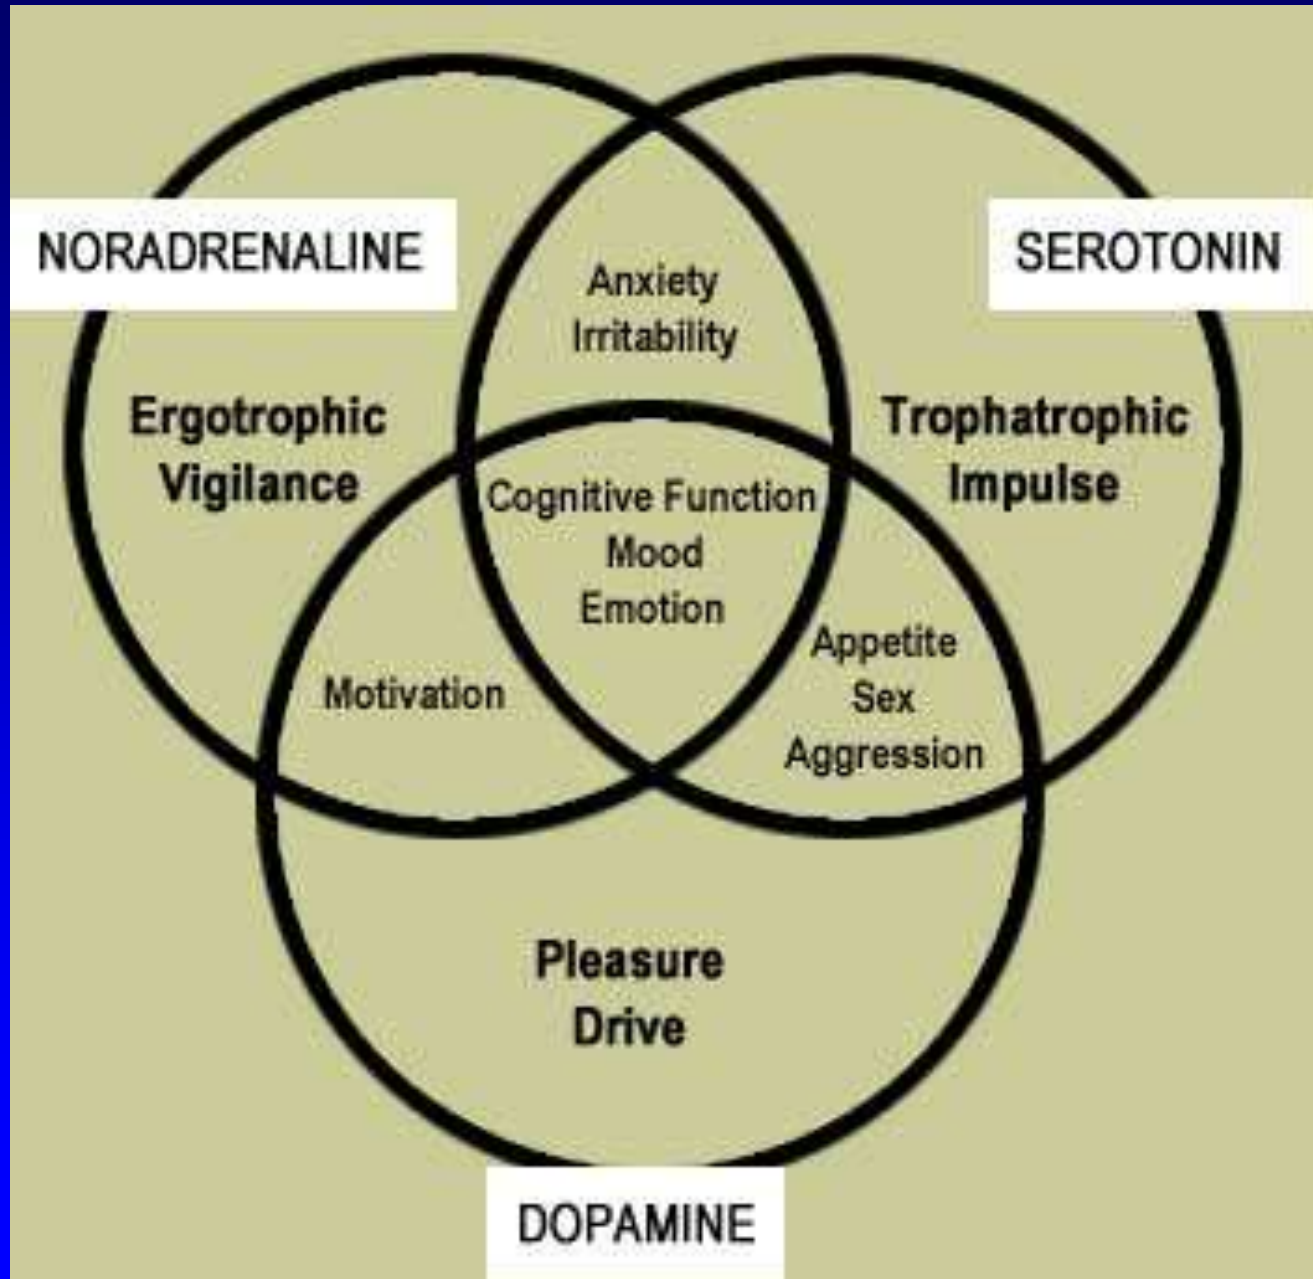 NORADRENALINE
SEROTONIN
Anxiety
Irritability
Ergotrophic
Vigilance
Trophatrophic
Impulse
Cognitive Function
Mood
Emotion
Motivation
Appetite
Sex
Aggression
Pleasure
Drive
DOPAMINE